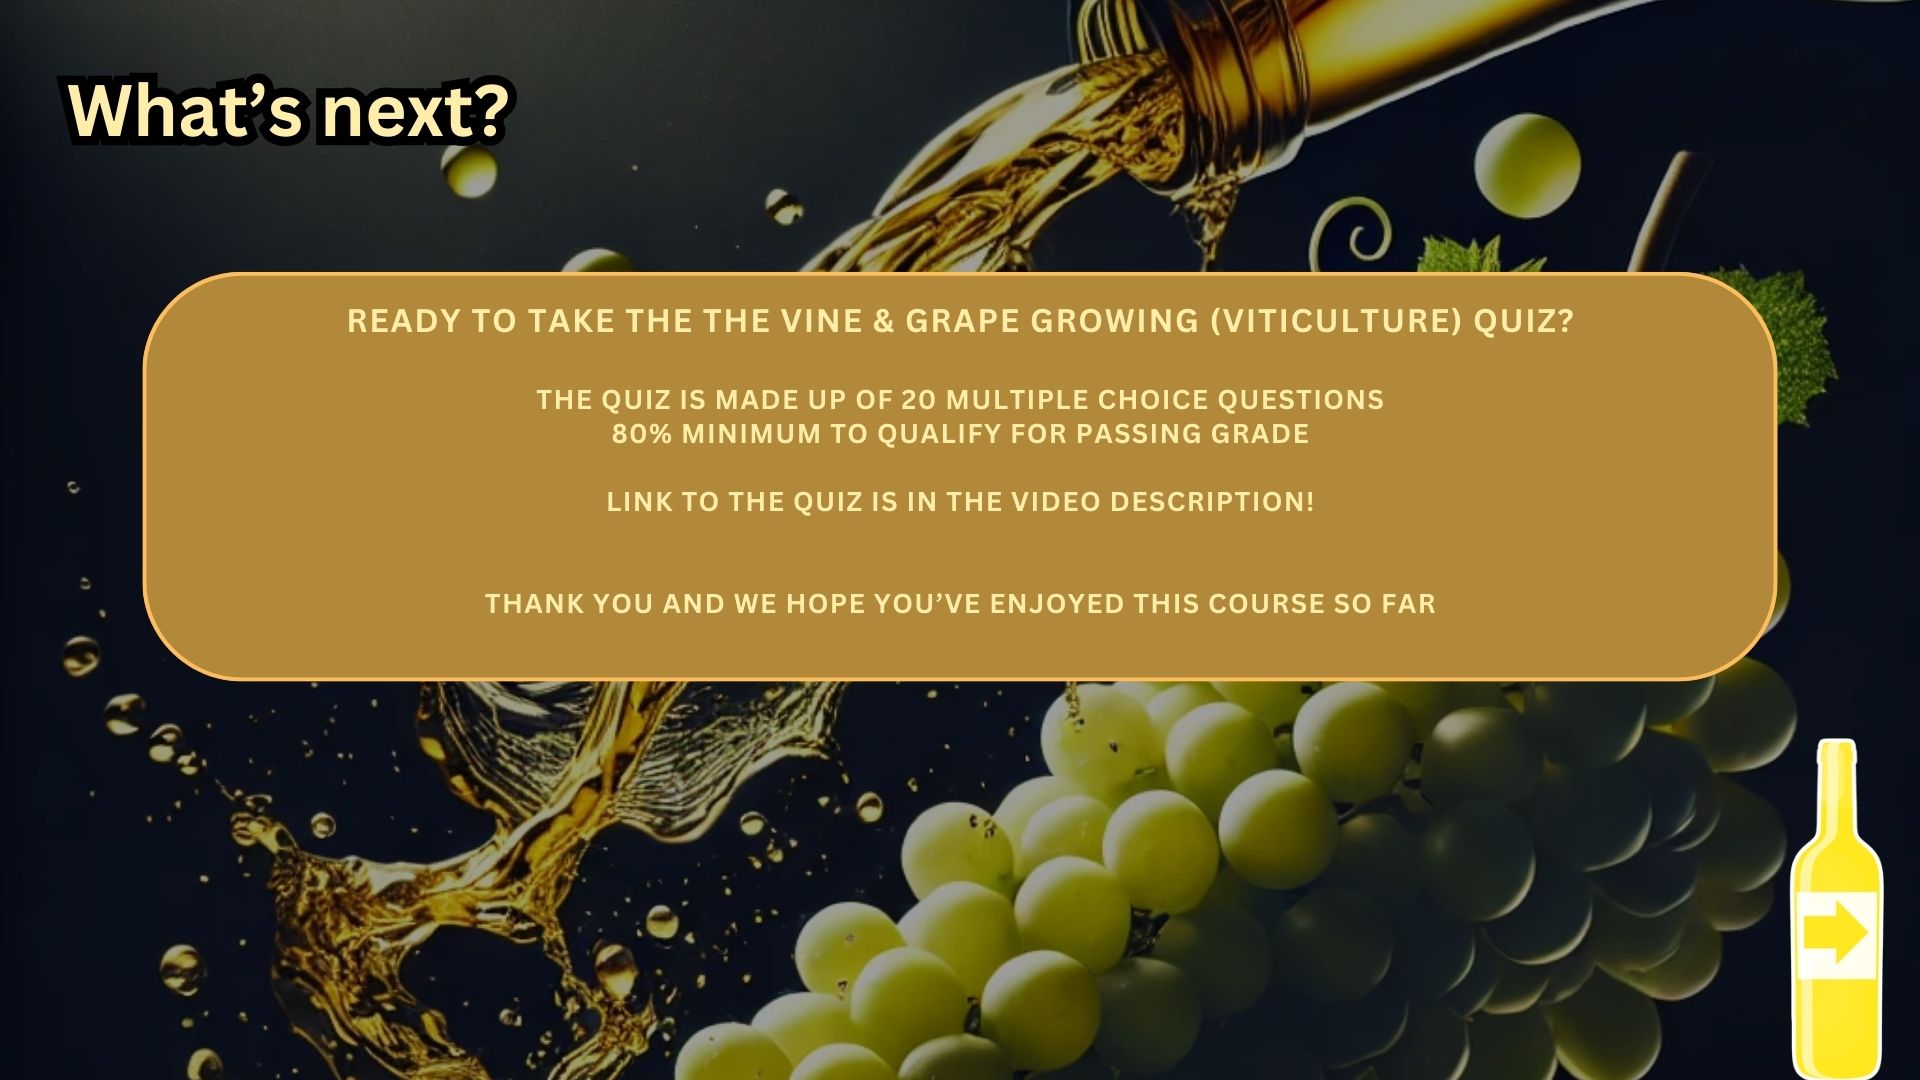 What’s next?
READY TO TAKE THE THE VINE & GRAPE GROWING (VITICULTURE) QUIZ?
THE QUIZ IS MADE UP OF 20 MULTIPLE CHOICE QUESTIONS
80% MINIMUM TO QUALIFY FOR PASSING GRADE
LINK TO THE QUIZ IS IN THE VIDEO DESCRIPTION!
THANK YOU AND WE HOPE YOU’VE ENJOYED THIS COURSE SO FAR